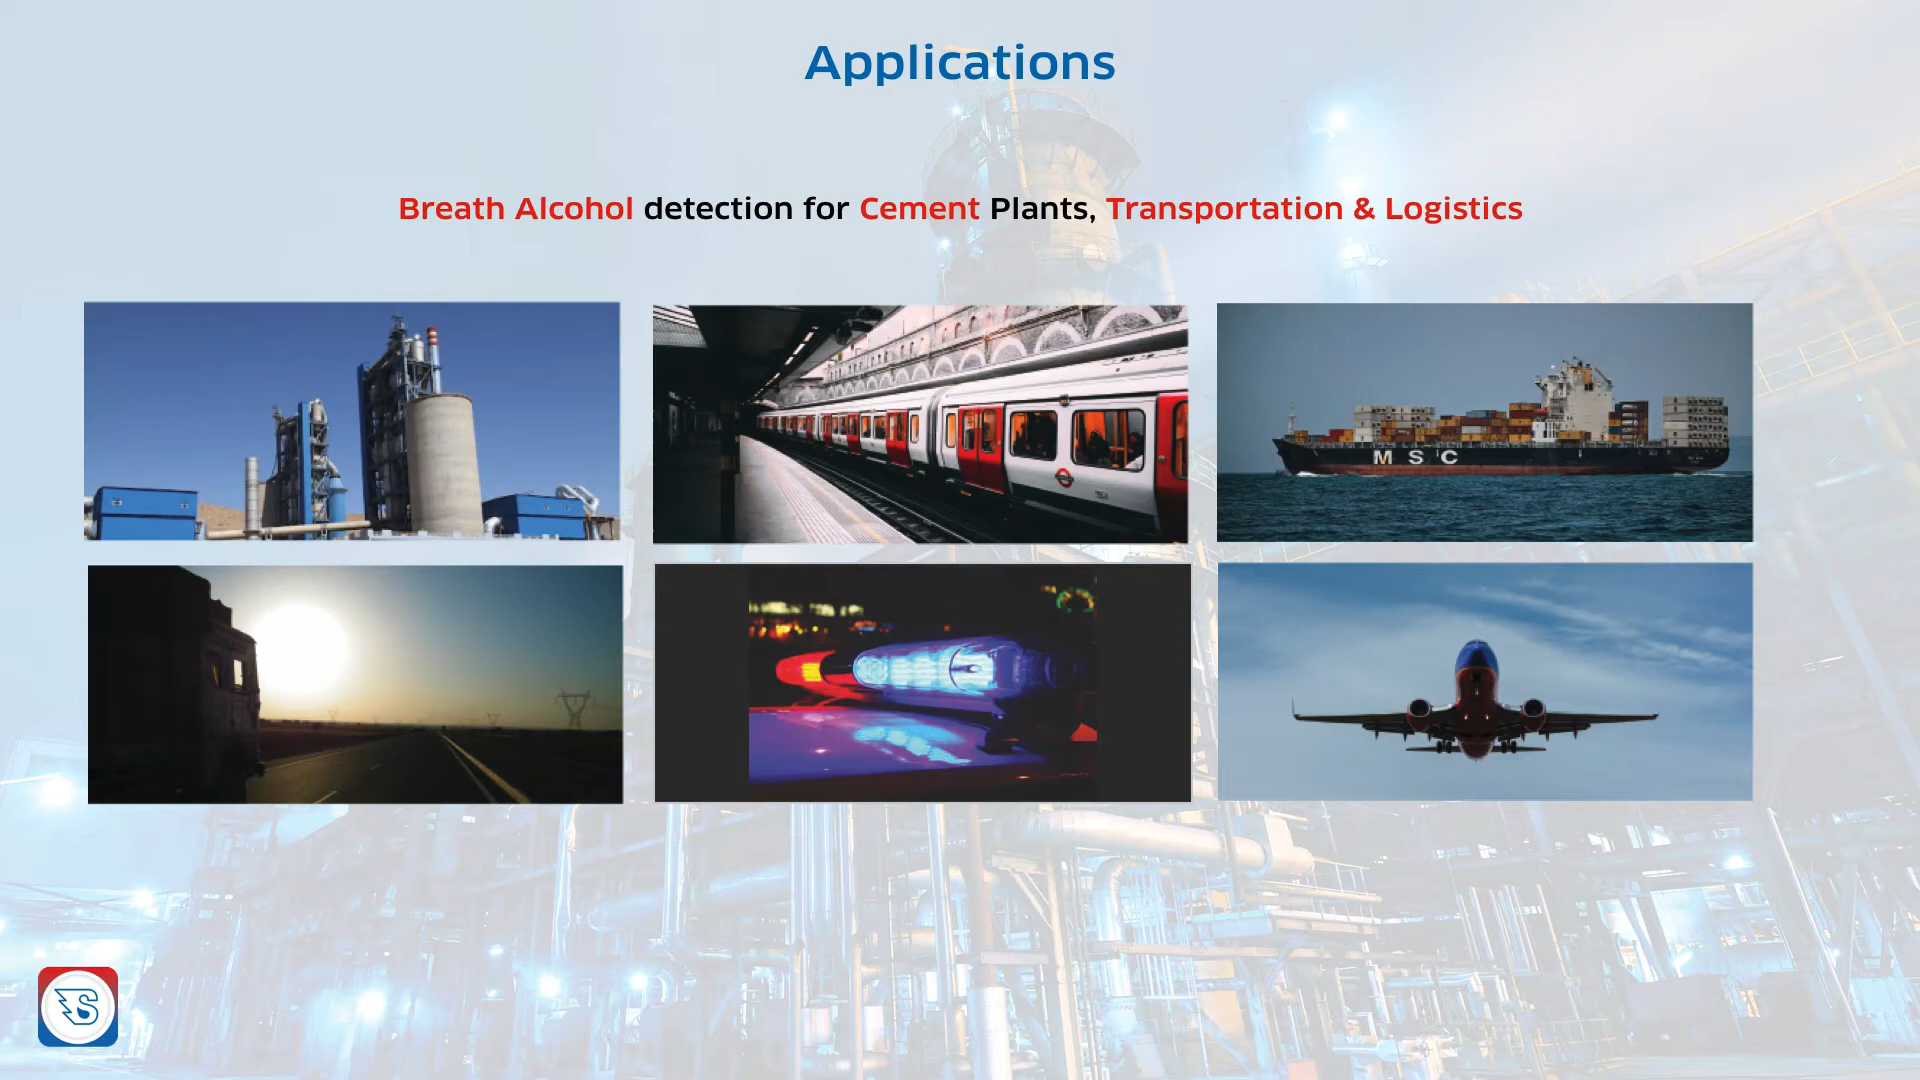 Applications
Breath Alcohol detection for Cement Plants, Transportation & Logistics
MSC